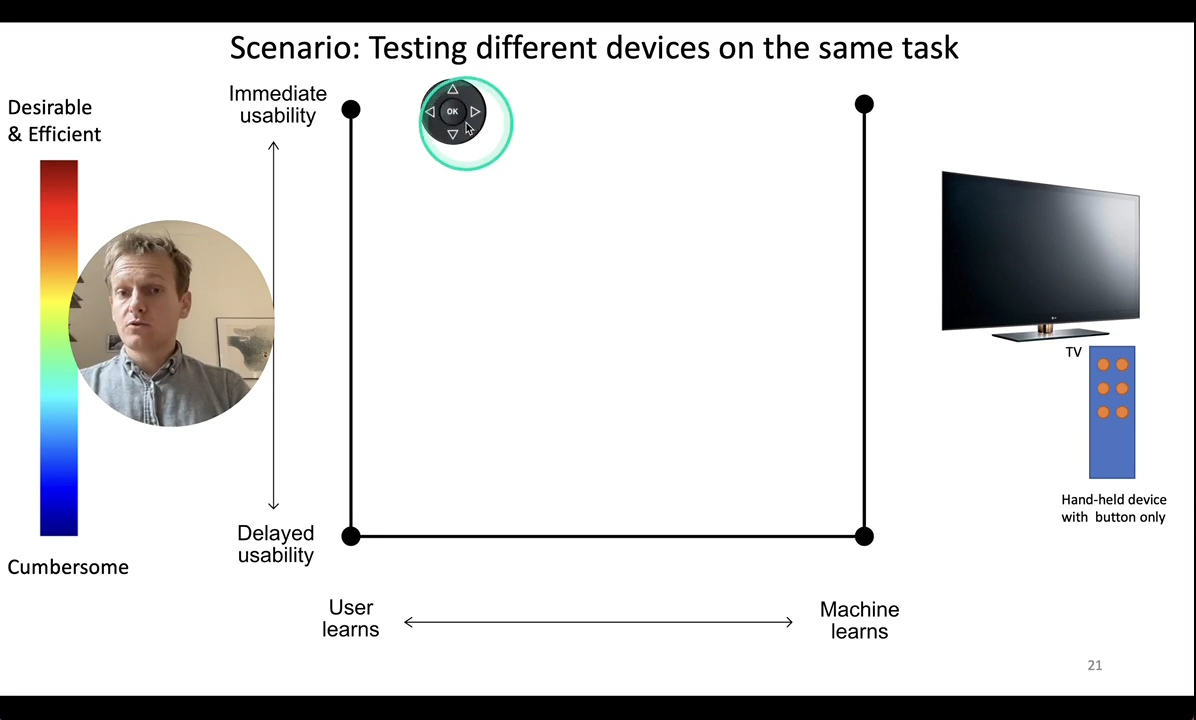 Scenario: Testing different devices on the same task
Desirable
& Efficient
Immediate
usability
OK
TV
Hand-held device
with button only
Delayed
usability
Cumbersome
User
learns
Machine
learns
21